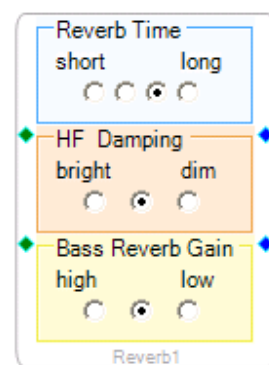 Reverb Time
short long
HF Damping
bright dim
Bass Reverb Gain
high low
Reverb1